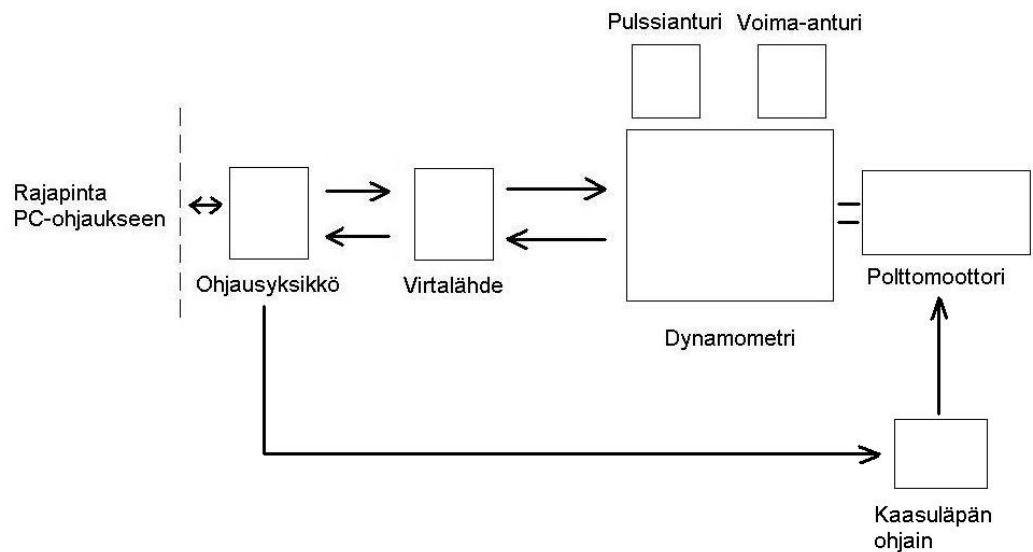 Pulssianturi
Voima-anturi
Rajapinta
PC-ohjaukseen
Ohjausyksikkö
Virtalähde
Dynamometri
Polttomoottori
Kaasuläpän
ohjain